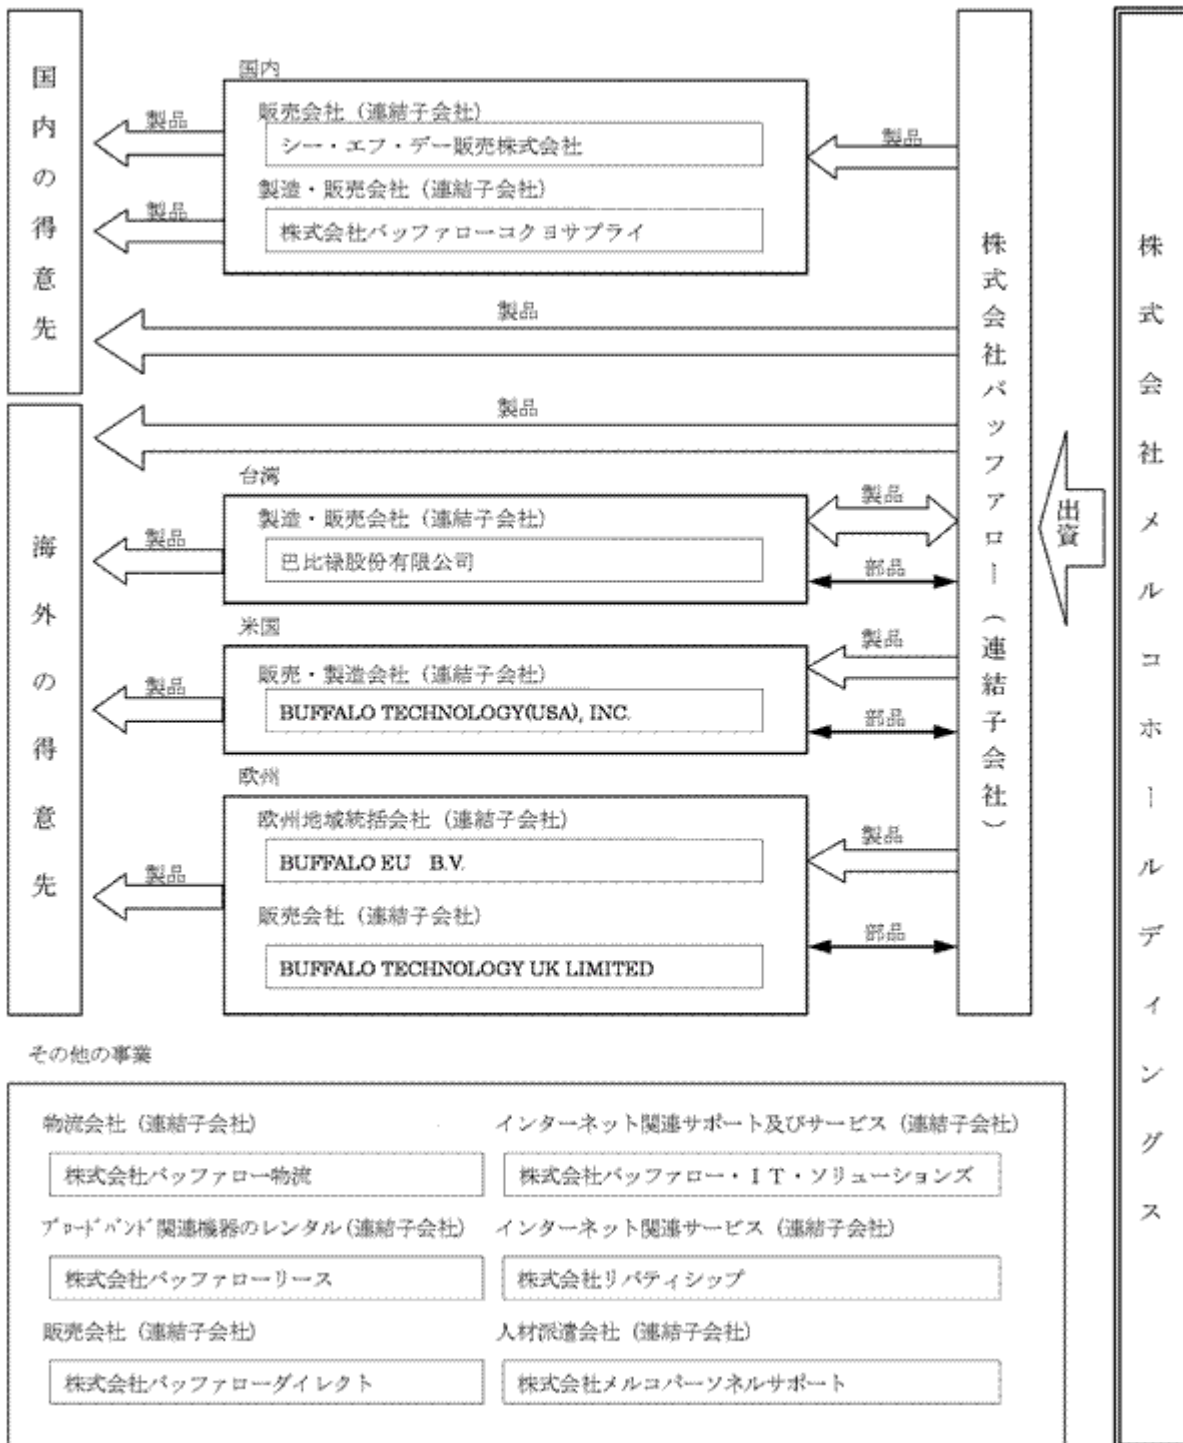 国内の得意先
国内
販売会社（連結子会社）
シー・エフ・デー販売株式会社
製造・販売会社（連結子会社）
株式会社バッファローコクヨサプライ
製品
製品
製品
製品
製品
海外の得意先
台湾
製造・販売会社（連結子会社）
巴比禄股份有限公司
製品
製品
部品
米国
販売・製造会社（連結子会社）
BUFFALO TECHNOLOGY(USA), INC.
製品
製品
部品
欧州
欧州地域統括会社（連結子会社）
BUFFALO EU B.V.
販売会社（連結子会社）
BUFFALO TECHNOLOGY UK LIMITED
製品
製品
部品
株式会社バッファロー（連結子会社）
出資
株式会社メルコホールディングス
その他の事業
物流会社（連結子会社）
株式会社バッファロー物流
インターネット関連サポート及びサービス（連結子会社）
株式会社バッファロー・ＩＴ・ソリューションズ
ﾌﾞﾛｰﾄﾞﾊﾞﾝﾄﾞ関連機器のレンタル（連結子会社）
株式会社バッファローリース
インターネット関連サービス（連結子会社）
株式会社リバティシップ
販売会社（連結子会社）
株式会社バッファローダイレクト
人材派遣会社（連結子会社）
株式会社メルコパーソネルサポート